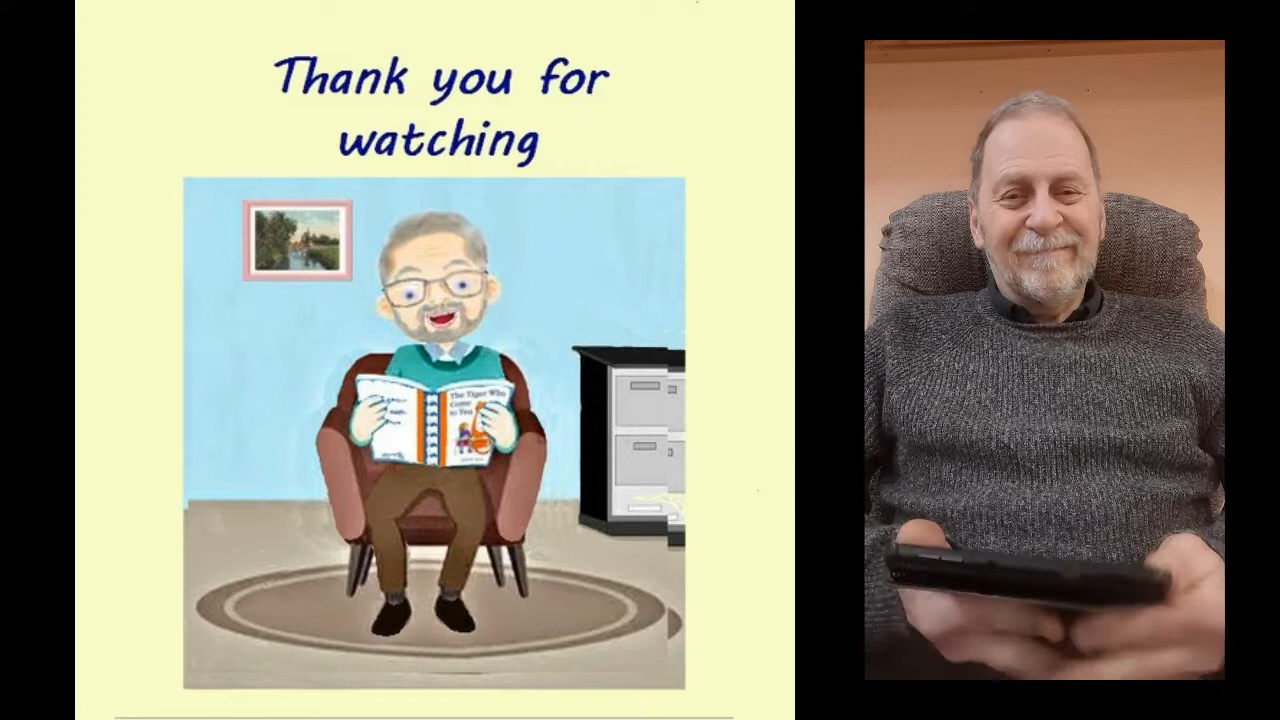 Thank you for
watching
The Tiger Who
Came
to Tea